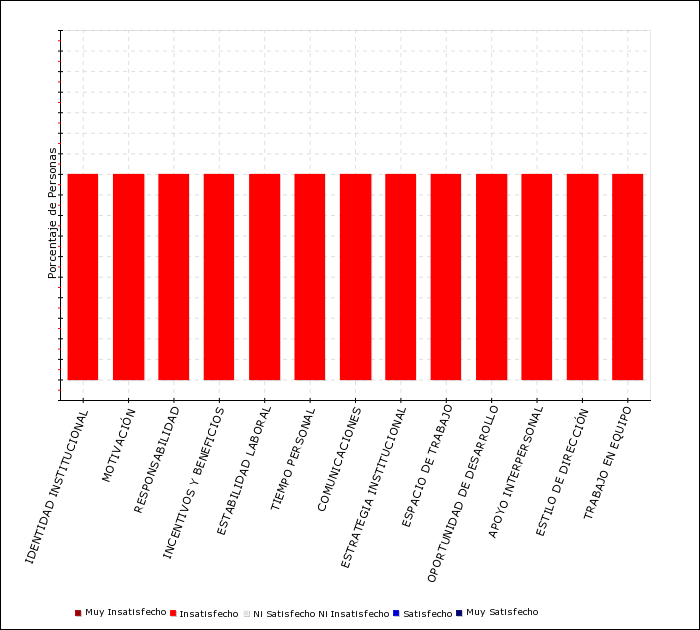 Porcentaje de Personas
IDENTIDAD INSTITUCIONAL
MOTIVACIÓN
RESPONSABILIDAD
INCENTIVOS Y BENEFICIOS
ESTABILIDAD LABORAL
TIEMPO PERSONAL
COMUNICACIONES
ESTRATEGIA INSTITUCIONAL
ESPACIO DE TRABAJO
OPORTUNIDAD DE DESARROLLO
APOYO INTERPERSONAL
ESTILO DE DIRECCIÓN
TRABAJO EN EQUIPO
Muy Insatisfecho Insatisfecho Ni Satisfecho Ni Insatisfecho Satisfecho Muy Satisfecho